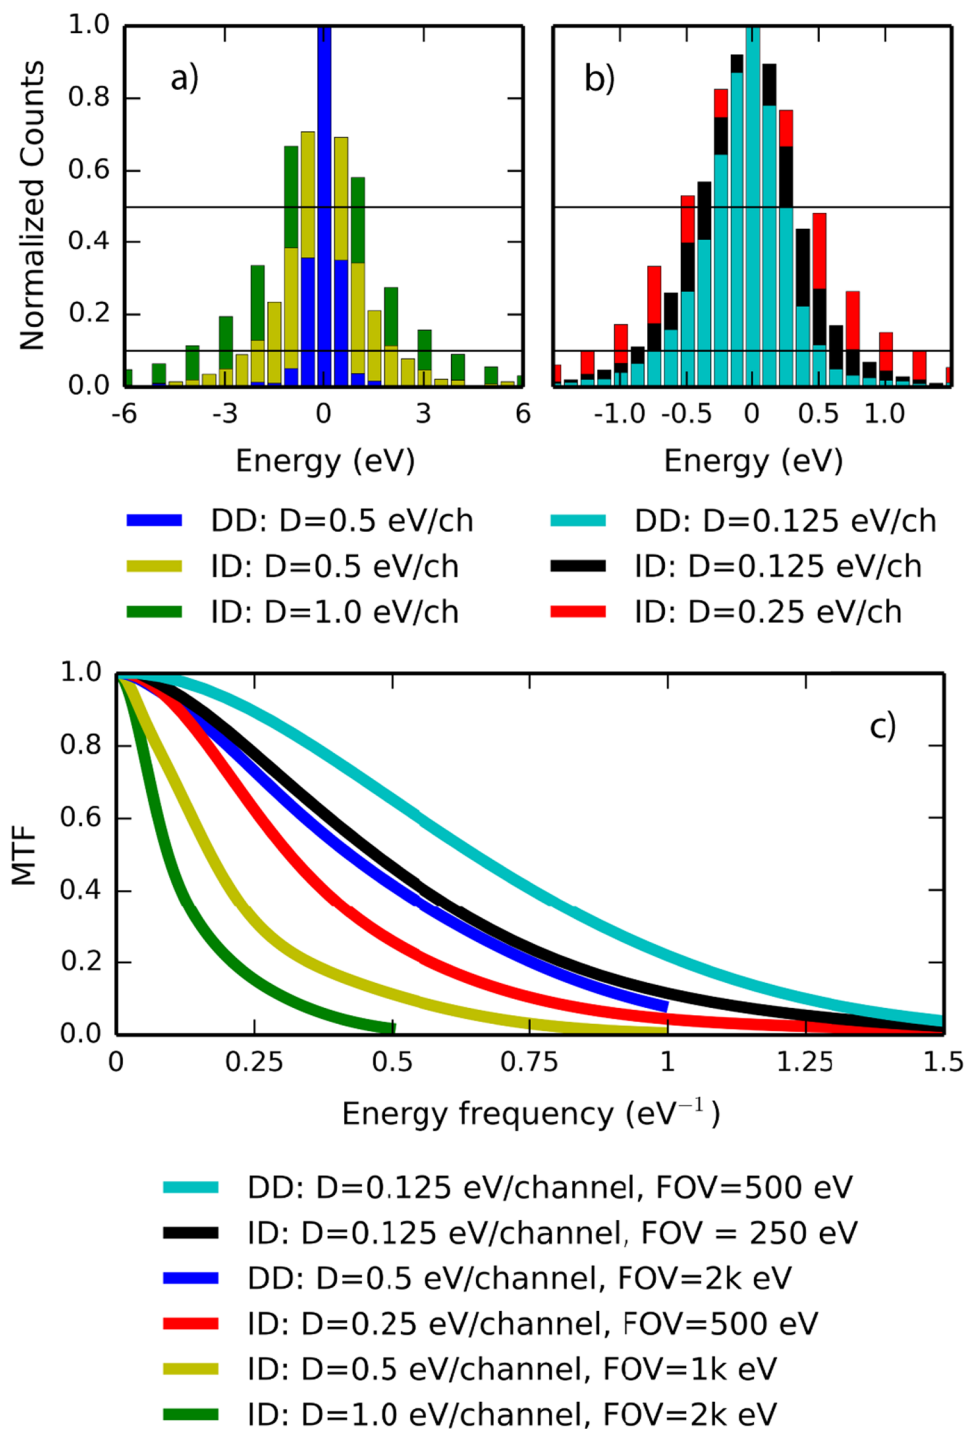 1.0
a)
b)
0.8
0.6
0.4
0.2
0.0
Normalized Counts
-6 -3 0 3 6
-1.0 -0.5 0 0.5 1.0
Energy (eV) Energy (eV)
DD: D=0.5 eV/ch DD: D=0.125 eV/ch
ID: D=0.5 eV/ch ID: D=0.125 eV/ch
ID: D=1.0 eV/ch ID: D=0.25 eV/ch
1.0
c)
0.8
0.6
0.4
0.2
0.0
MTF
0 0.25 0.5 0.75 1 1.25 1.5
Energy frequency (eV⁻¹)
DD: D=0.125 eV/channel, FOV=500 eV
ID: D=0.125 eV/channel, FOV = 250 eV
DD: D=0.5 eV/channel, FOV=2k eV
ID: D=0.25 eV/channel, FOV=500 eV
ID: D=0.5 eV/channel, FOV=1k eV
ID: D=1.0 eV/channel, FOV=2k eV